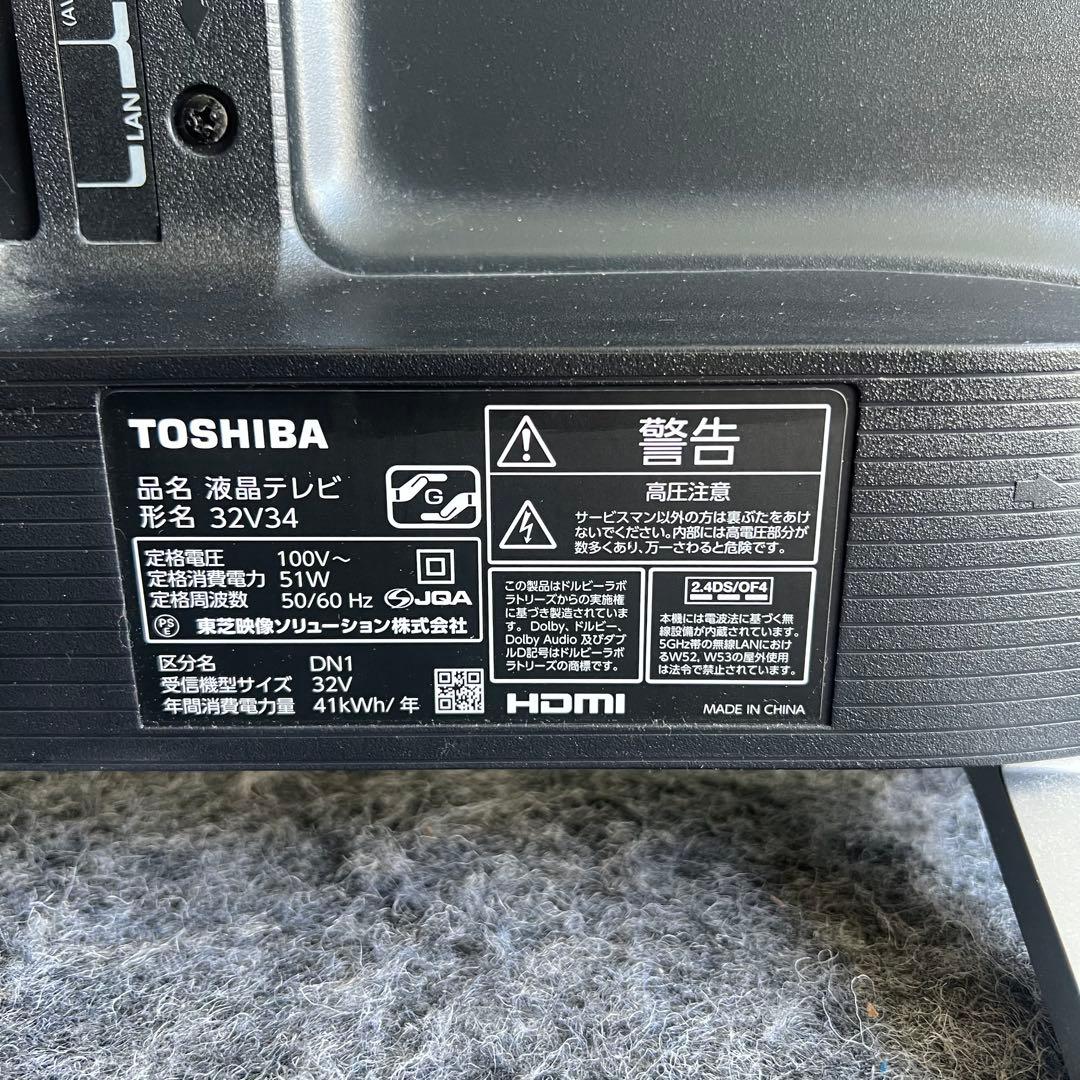 (AV
LAN
TOSHIBA
品名 液晶テレビ
形名 32V34
G
定格電圧 100V～
定格消費電力 51W
定格周波数 50/60 Hz
JQA
PSE
東芝映像ソリューション株式会社
区分名 DN1
受信機型サイズ 32V
年間消費電力量 41kWh/年
警告
高圧注意
サービスマン以外の方は裏ぶたをあけ
ないでください。内部には高電圧部分が
数多くあり、万一さわると危険です。
この製品はドルビーラボ
ラトリーズからの実施権
に基づき製造されていま
す。Dolby、ドルビー、
Dolby Audio 及びダブ
ルD記号はドルビーラボ
ラトリーズの商標です。
2.4DS/OF4
本機には電波法に基づく無
線設備が内蔵されています。
5GHz帯の無線LANにおけ
るW52, W53の屋外使用
は法令で禁止されています。
HDMI
MADE IN CHINA